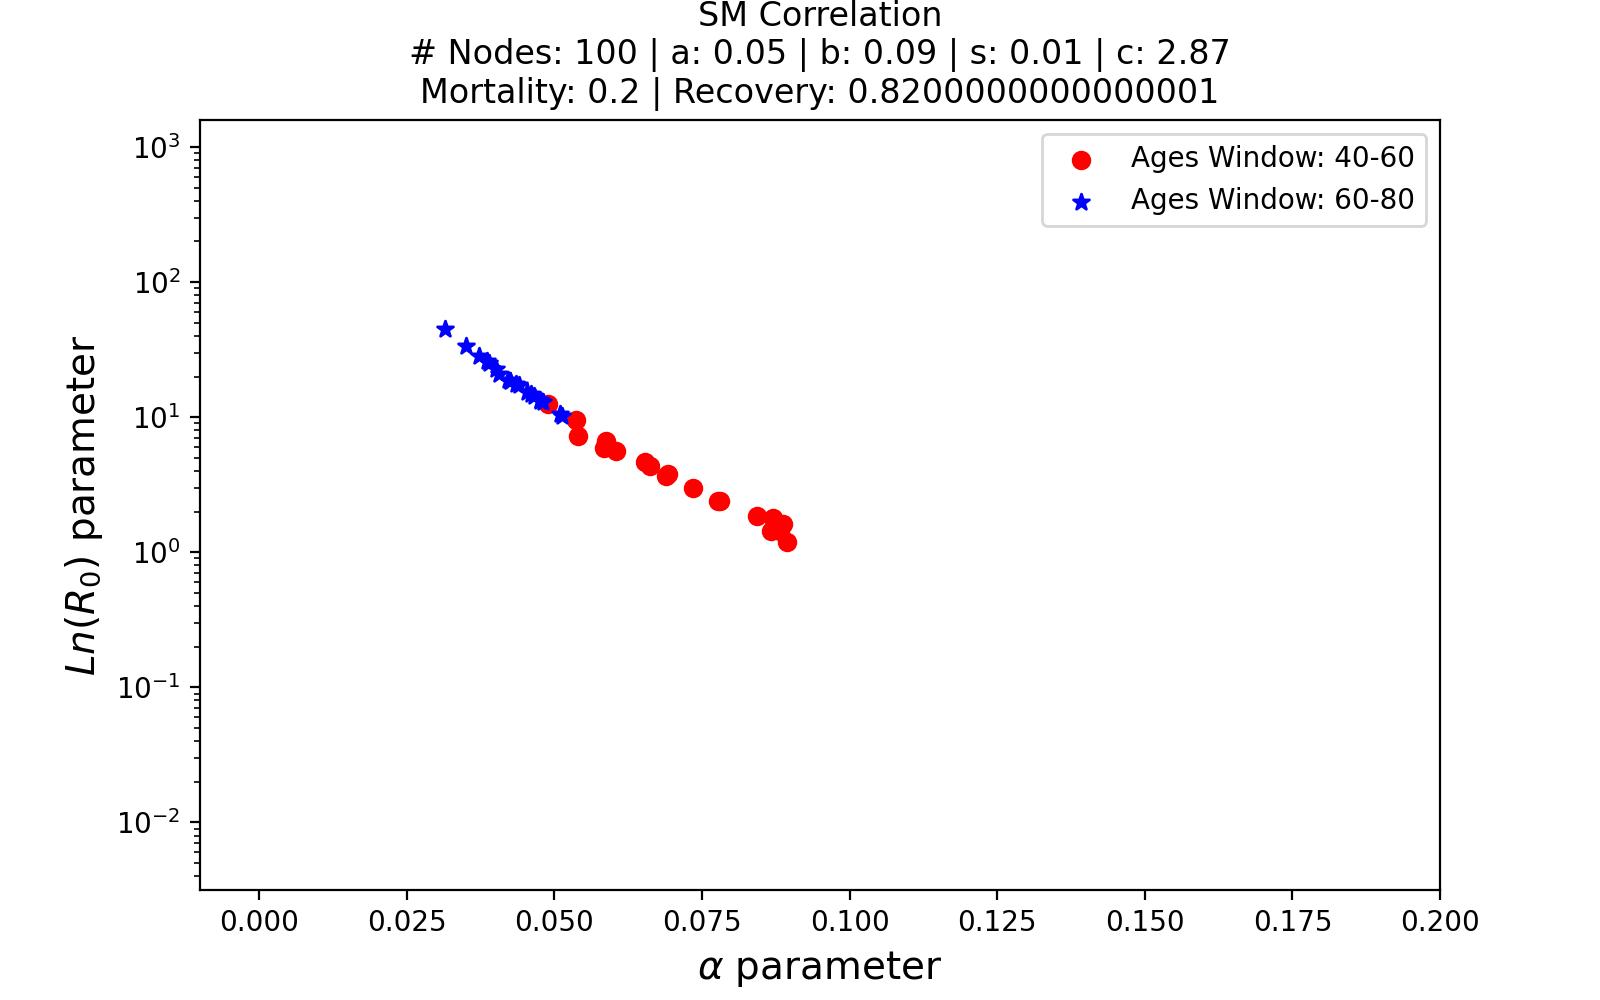 SM Correlation
# Nodes: 100 | a: 0.05 | b: 0.09 | s: 0.01 | c: 2.87
Mortality: 0.2 | Recovery: 0.8200000000000001
Ages Window: 40-60
Ages Window: 60-80
10³
10²
10¹
10⁰
10⁻¹
10⁻²
Ln(R₀) parameter
0.000 0.025 0.050 0.075 0.100 0.125 0.150 0.175 0.200
α parameter